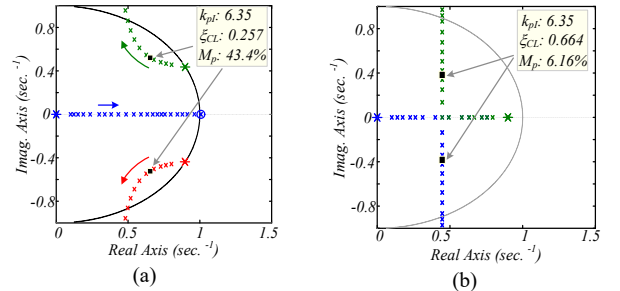 k_pI: 6.35
ξ_CL: 0.257
M_p: 43.4%
0.8
0.4
0
-0.4
-0.8
Imag. Axis (sec. ⁻¹)
0
0.5
1
1.5
Real Axis (sec. ⁻¹)
(a)
k_pI: 6.35
ξ_CL: 0.664
M_p: 6.16%
0.8
0.4
0
-0.4
-0.8
Imag. Axis (sec. ⁻¹)
0
0.5
1
1.5
Real Axis (sec. ⁻¹)
(b)